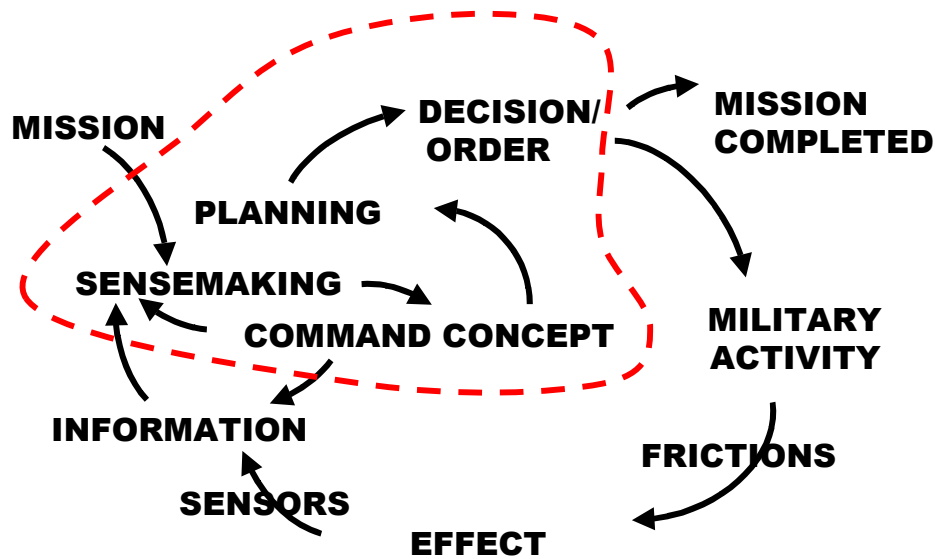 DECISION/
ORDER
MISSION
COMPLETED
MISSION
PLANNING
SENSEMAKING
COMMAND CONCEPT
MILITARY
ACTIVITY
INFORMATION
FRICTIONS
SENSORS
EFFECT